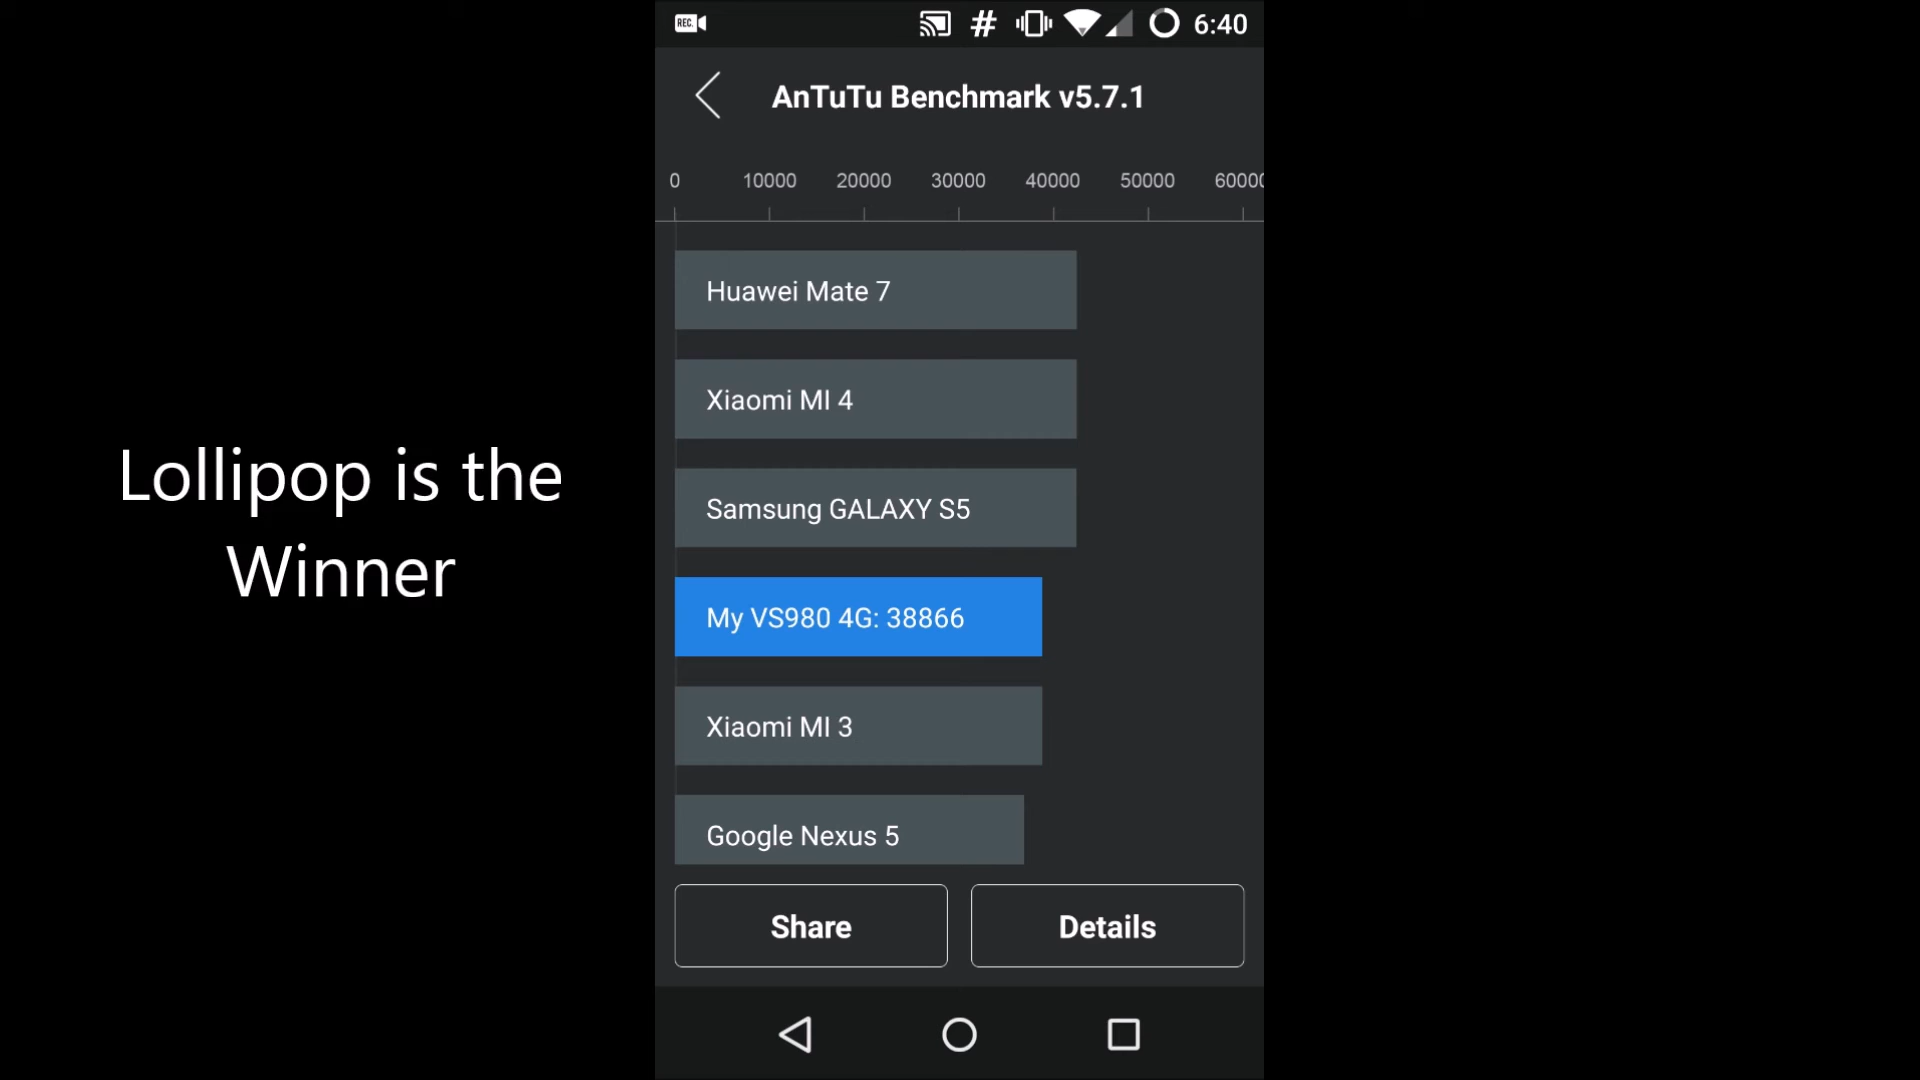 REC.
# 6:40
AnTuTu Benchmark v5.7.1
0 10000 20000 30000 40000 50000 6000
Huawei Mate 7
Xiaomi MI 4
Samsung GALAXY S5
My VS980 4G: 38866
Xiaomi MI 3
Google Nexus 5
Share Details
Lollipop is the
Winner